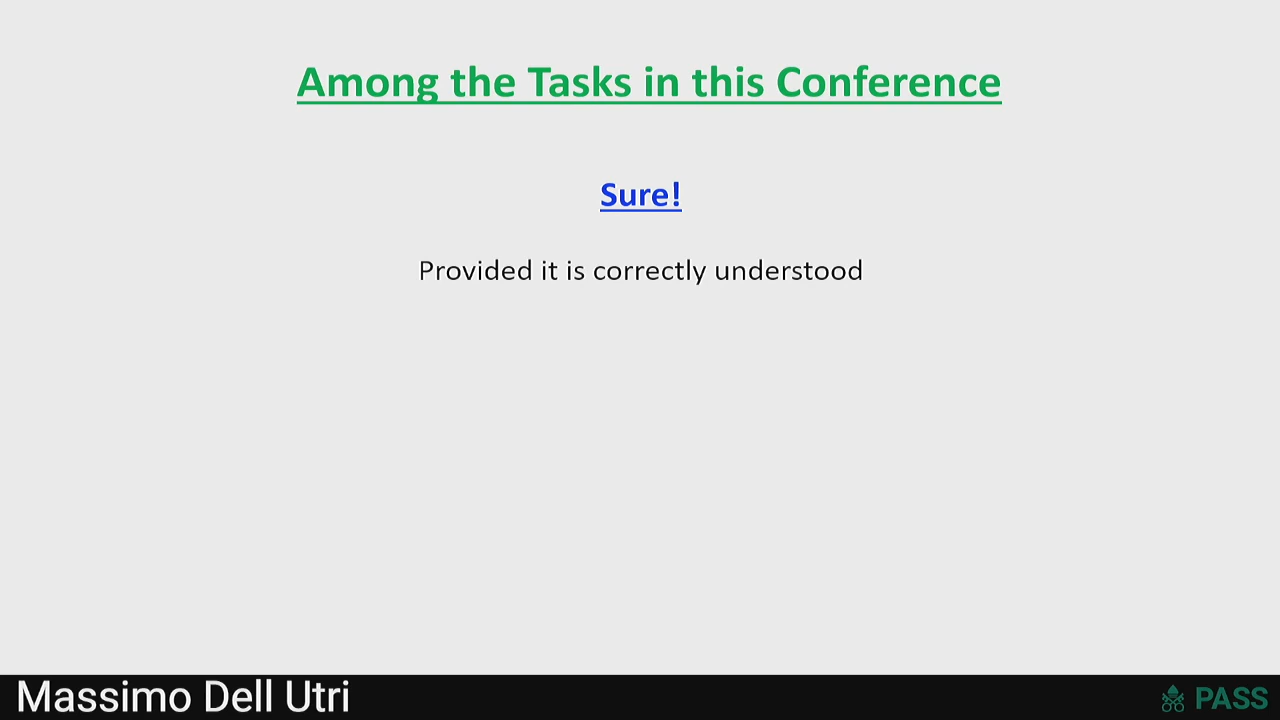 Among the Tasks in this Conference
Sure!
Provided it is correctly understood
Massimo Dell Utri
PASS